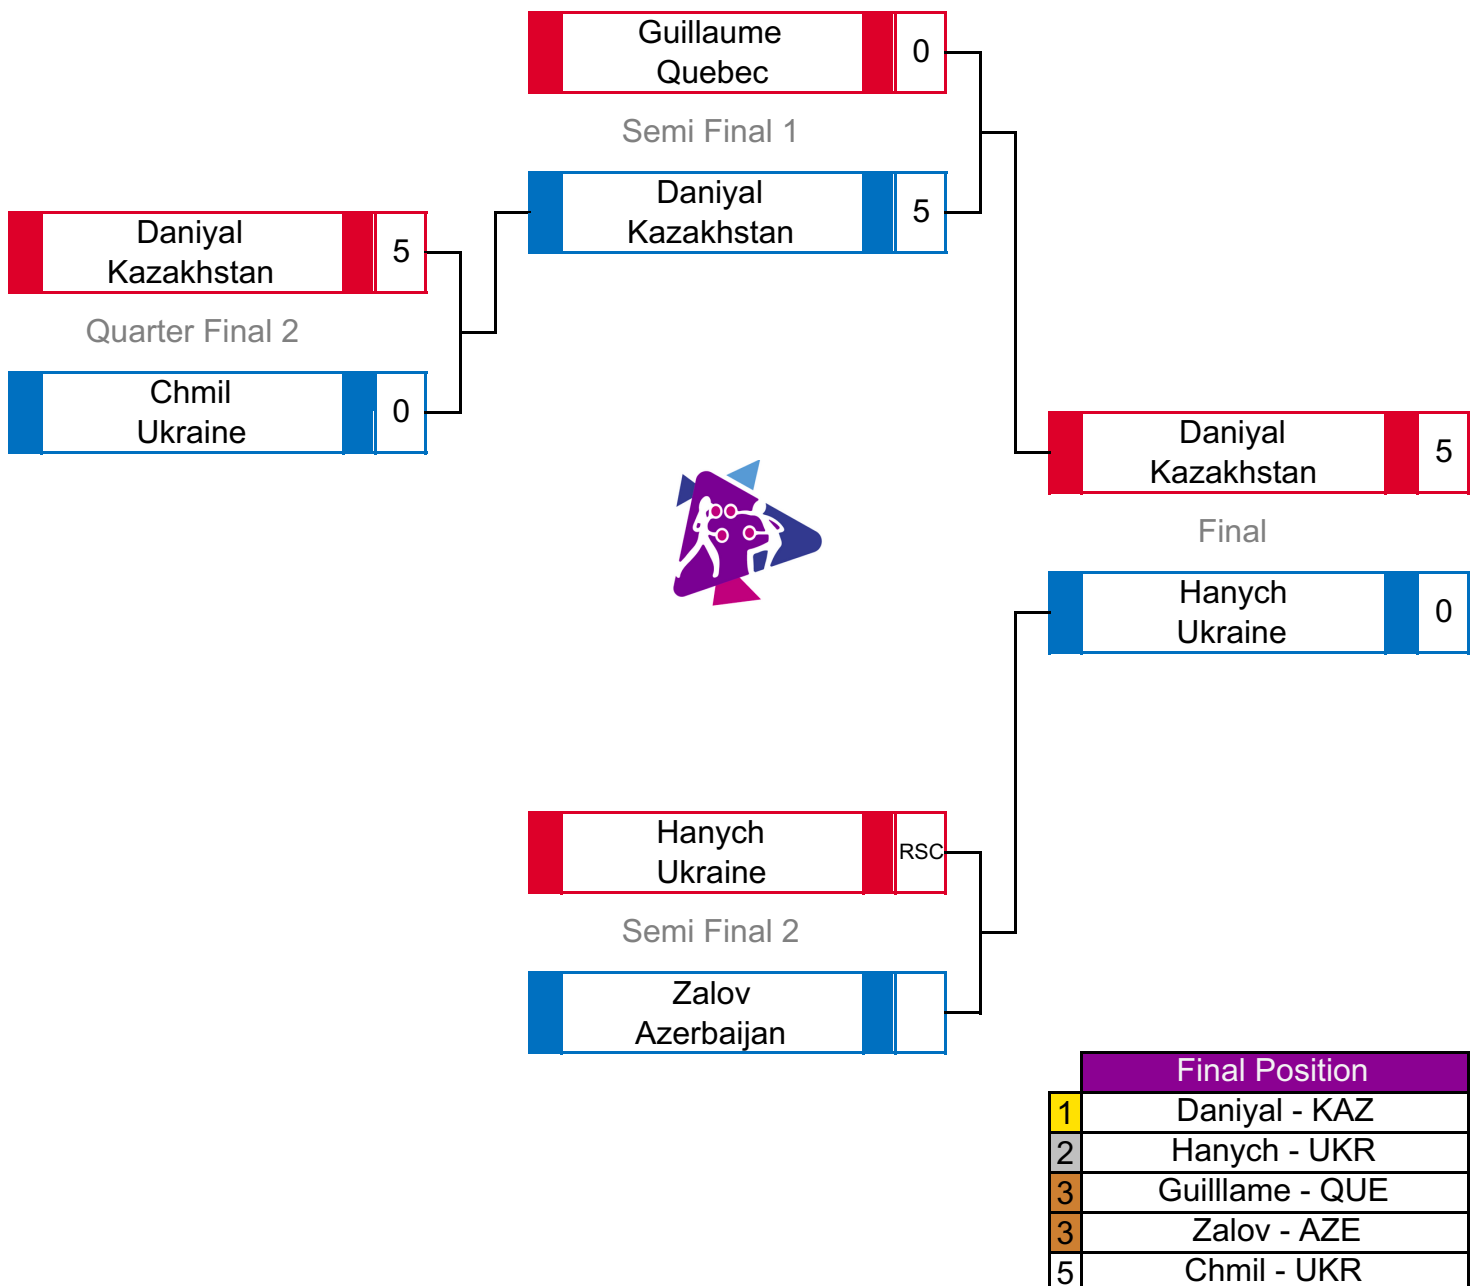 Guillaume
Quebec
0
Semi Final 1
Daniyal
Kazakhstan
5
Daniyal
Kazakhstan
5
Quarter Final 2
Chmil
Ukraine
0
Daniyal
Kazakhstan
5
Final
Hanych
Ukraine
0
Hanych
Ukraine
RSC
Semi Final 2
Zalov
Azerbaijan
Final Position
1 Daniyal - KAZ
2 Hanych - UKR
3 Guilllame - QUE
3 Zalov - AZE
5 Chmil - UKR